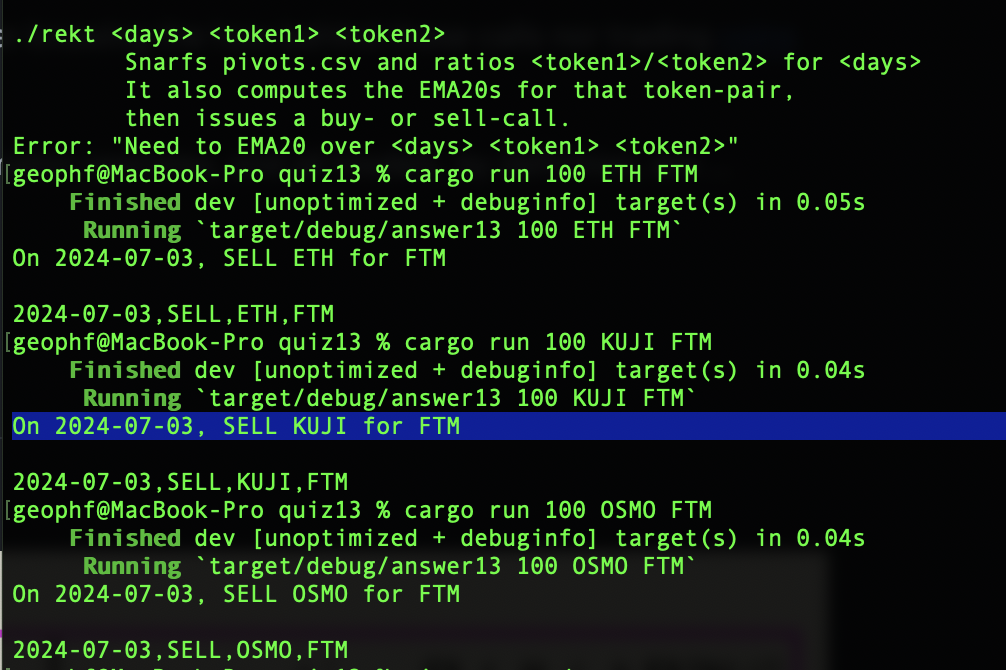 ./rekt <days> <token1> <token2>
Snarfs pivots.csv and ratios <token1>/<token2> for <days>
It also computes the EMA20s for that token-pair,
then issues a buy- or sell-call.
Error: "Need to EMA20 over <days> <token1> <token2>"
[geophf@MacBook-Pro quiz13 % cargo run 100 ETH FTM
Finished dev [unoptimized + debuginfo] target(s) in 0.05s
Running `target/debug/answer13 100 ETH FTM`
On 2024-07-03, SELL ETH for FTM
2024-07-03,SELL,ETH,FTM
[geophf@MacBook-Pro quiz13 % cargo run 100 KUJI FTM
Finished dev [unoptimized + debuginfo] target(s) in 0.04s
Running `target/debug/answer13 100 KUJI FTM`
On 2024-07-03, SELL KUJI for FTM
2024-07-03,SELL,KUJI,FTM
[geophf@MacBook-Pro quiz13 % cargo run 100 OSMO FTM
Finished dev [unoptimized + debuginfo] target(s) in 0.04s
Running `target/debug/answer13 100 OSMO FTM`
On 2024-07-03, SELL OSMO for FTM
2024-07-03,SELL,OSMO,FTM